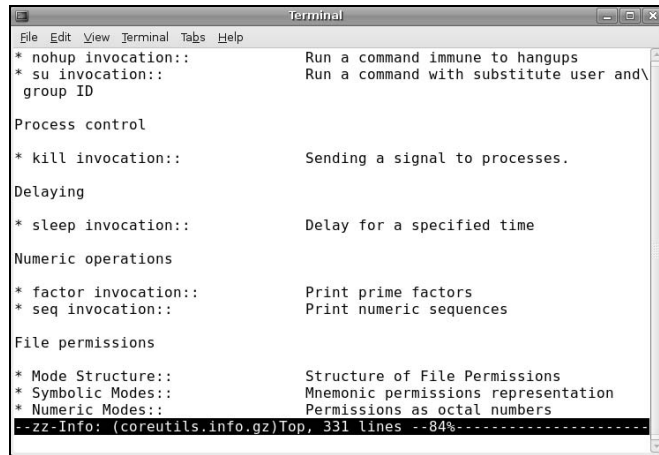 Terminal
File Edit View Terminal Tabs Help
* nohup invocation:: Run a command immune to hangups
* su invocation:: Run a command with substitute user and\
group ID
Process control
* kill invocation:: Sending a signal to processes.
Delaying
* sleep invocation:: Delay for a specified time
Numeric operations
* factor invocation:: Print prime factors
* seq invocation:: Print numeric sequences
File permissions
* Mode Structure:: Structure of File Permissions
* Symbolic Modes:: Mnemonic permissions representation
* Numeric Modes:: Permissions as octal numbers
--zz-Info: (coreutils.info.gz)Top, 331 lines --84%----------------------